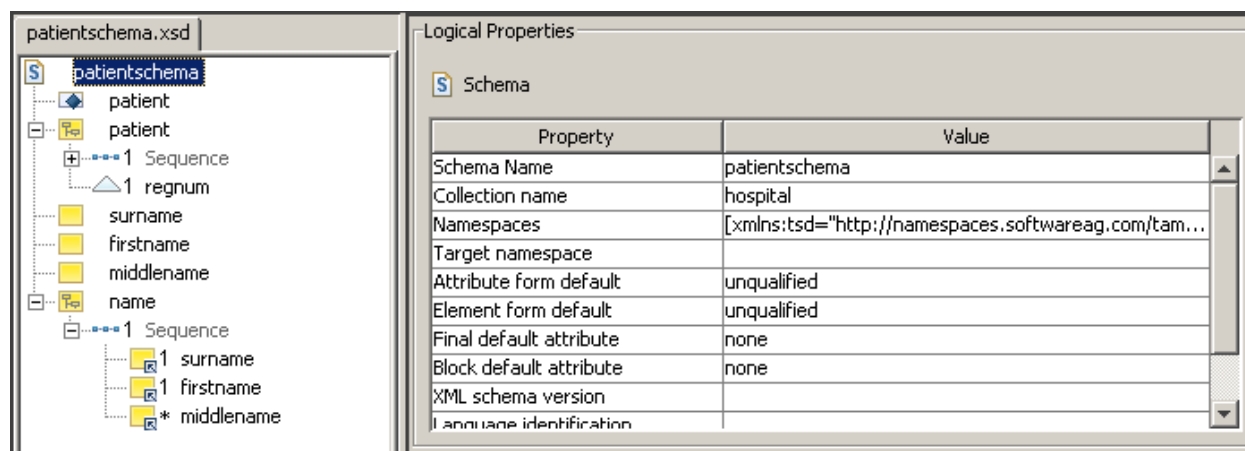 patientschema.xsd
patientschema
patient
patient
1 Sequence
1 regnum
surname
firstname
middlename
name
1 Sequence
1 surname
1 firstname
* middlename
Logical Properties
Schema
Property Value
Schema Name patientschema
Collection name hospital
Namespaces [xmlns:tsd="http://namespaces.softwareag.com/tam...
Target namespace
Attribute form default unqualified
Element form default unqualified
Final default attribute none
Block default attribute none
XML schema version
Language identification